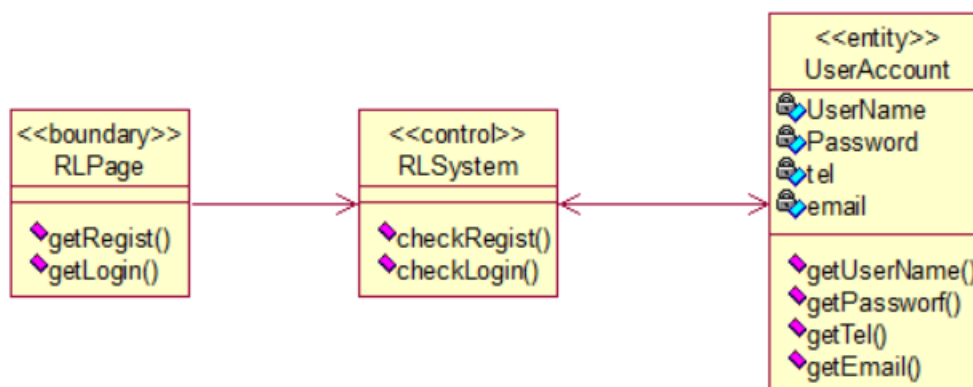 <<boundary>>
RLPage
getRegist()
getLogin()
<<control>>
RLSystem
checkRegist()
checkLogin()
<<entity>>
UserAccount
UserName
Password
tel
email
getUserName()
getPassworf()
getTel()
getEmail()